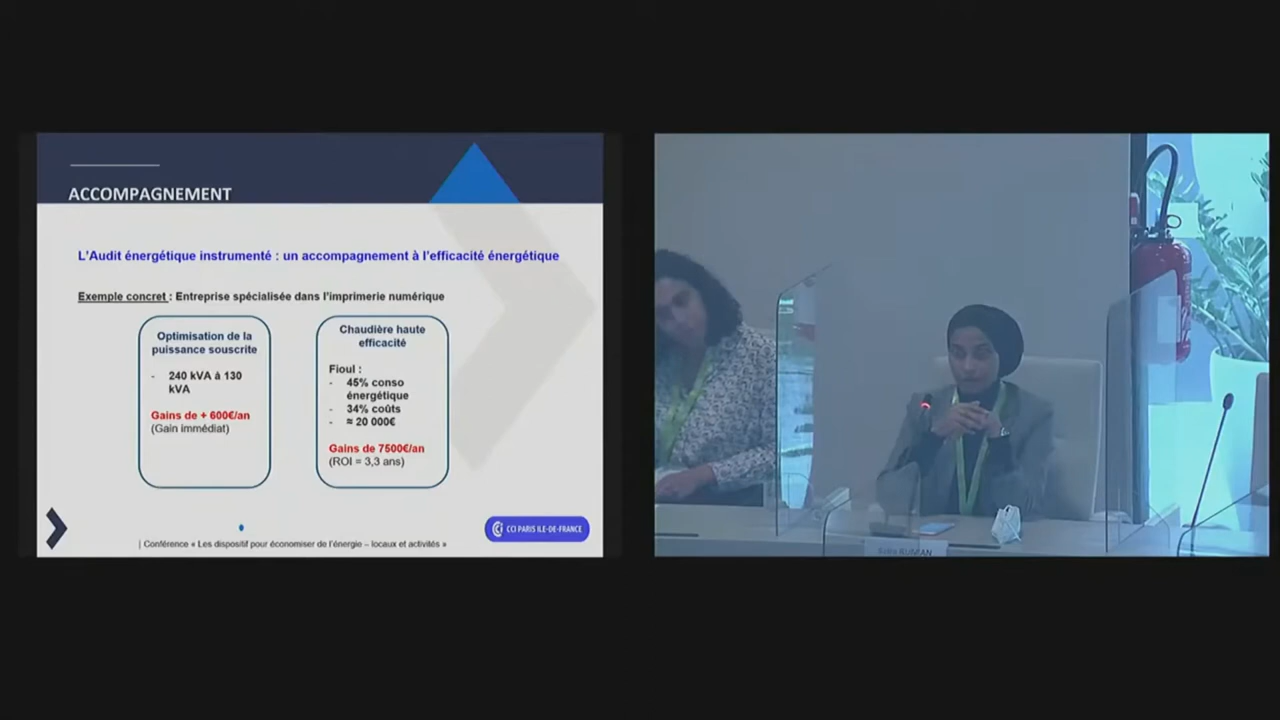 ACCOMPAGNEMENT
L'Audit énergétique instrumenté : un accompagnement à l'efficacité énergétique
Exemple concret : Entreprise spécialisée dans l'imprimerie numérique
Optimisation de la
puissance souscrite
- 240 kVA à 130
kVA
Gains de + 600€/an
(Gain immédiat)
Chaudière haute
efficacité
Fioul :
- 45% conso
énergétique
- 34% coûts
- ≈ 20 000€
Gains de 7500€/an
(ROI = 3,3 ans)
CCI PARIS ILE-DE-FRANCE
| Conférence « Les dispositif pour économiser de l'énergie – locaux et activités »